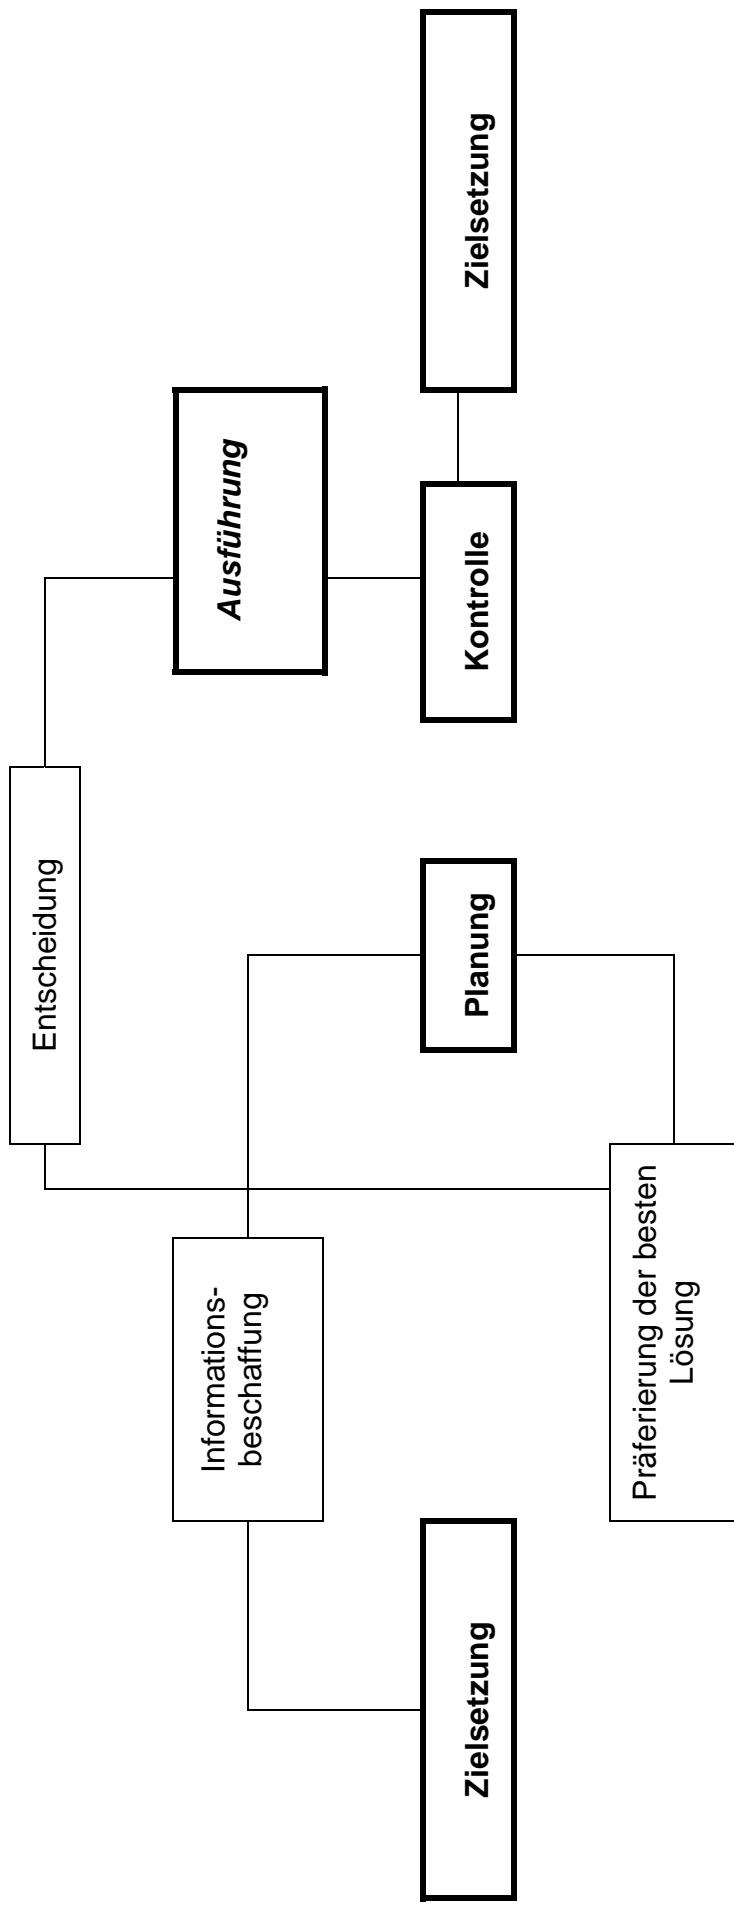 Entscheidung
Informations-
beschaffung
Ausführung
Zielsetzung
Planung
Kontrolle
Zielsetzung
Präferierung der besten
Lösung